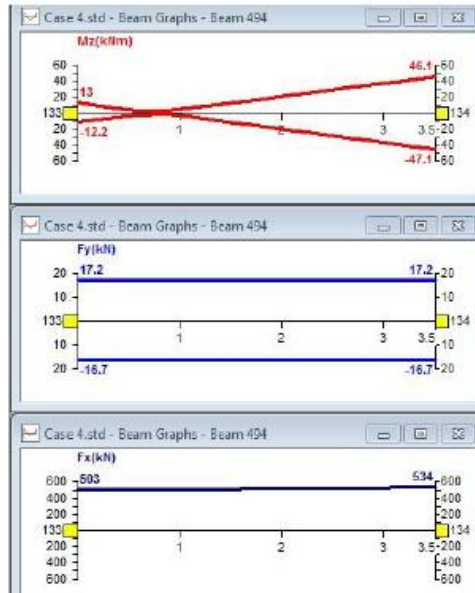 Case 4.std - Beam Graphs - Beam 494
Mz(kNm)
60 46.1 60
40 40
20 13 20
133 134
1 2 3 3.5
20 -12.2 20
40 40
60 -47.1 60
Case 4.std - Beam Graphs - Beam 494
Fy(kN)
20 17.2 17.2 20
10 10
133 134
1 2 3 3.5
10 10
20 -16.7 -16.7 20
Case 4.std - Beam Graphs - Beam 494
Fx(kN)
600 503 534 600
400 400
200 200
133 134
1 2 3 3.5
200 200
400 400
600 600